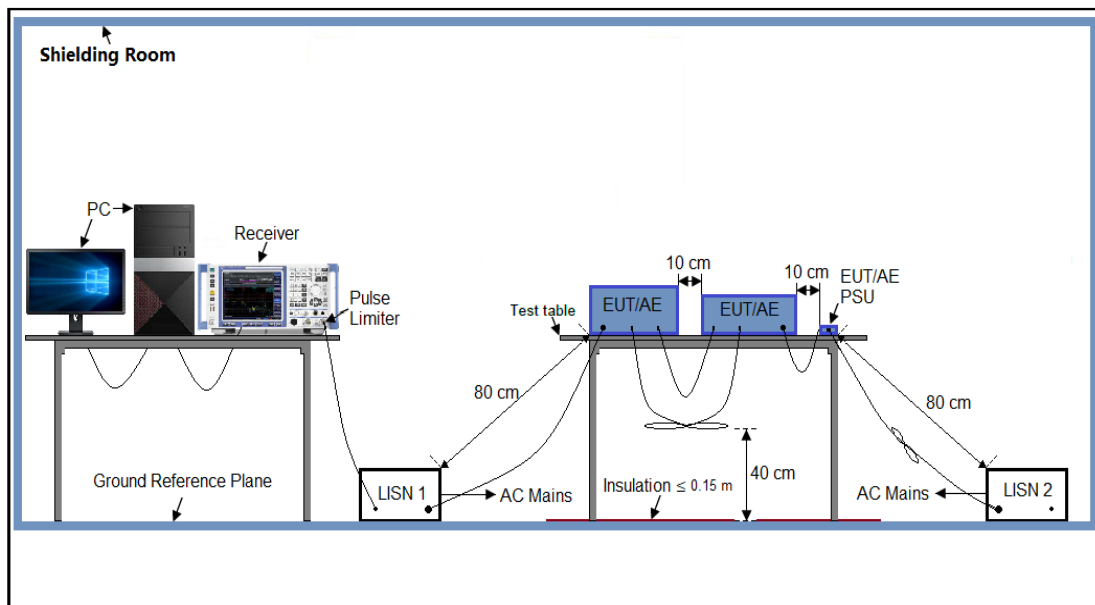 Shielding Room
PC
Receiver
Pulse
Limiter
10 cm
10 cm
EUT/AE
PSU
Test table
EUT/AE
EUT/AE
80 cm
80 cm
40 cm
Ground Reference Plane
LISN 1
AC Mains
Insulation ≤ 0.15 m
AC Mains
LISN 2